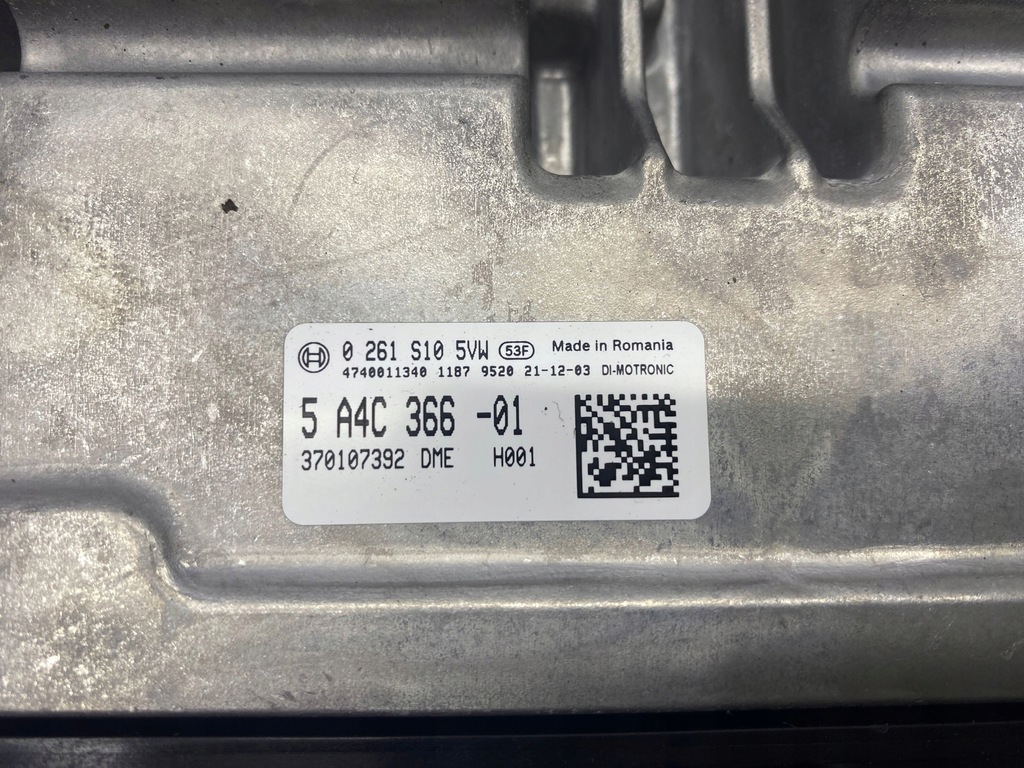 0 261 S10 5VW 53F Made in Romania
4740011340 1187 9520 21-12-03 DI-MOTRONIC
5 A4C 366 -01
370107392 DME H001